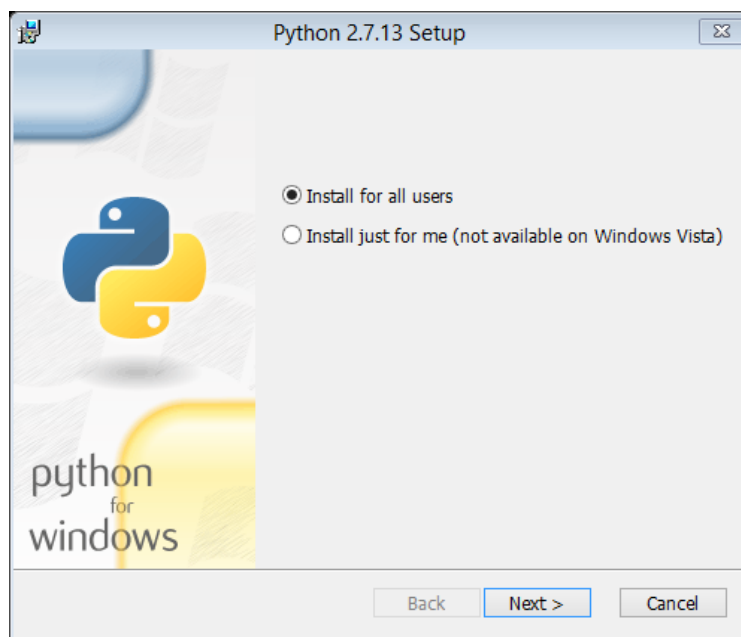 Python 2.7.13 Setup
Install for all users
Install just for me (not available on Windows Vista)
python
for
windows
Back
Next >
Cancel